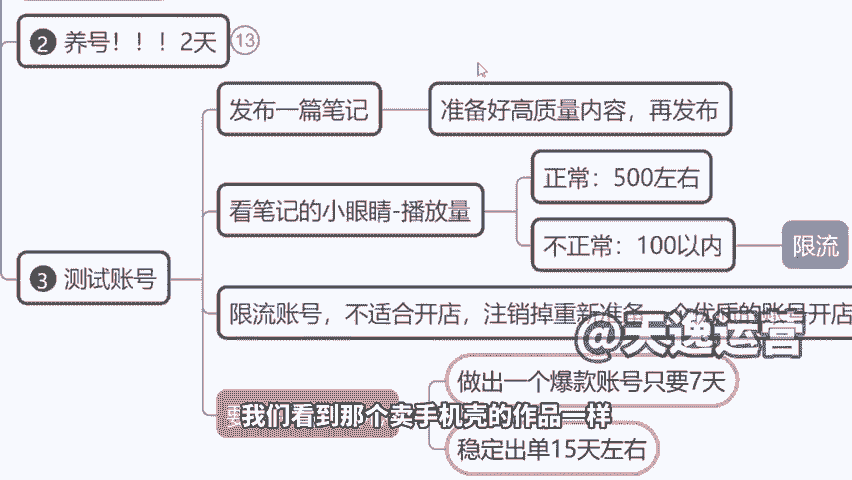 2 养号！！！2天 13
发布一篇笔记
准备好高质量内容，再发布
正常：500左右
看笔记的小眼睛-播放量
不正常：100以内
限流
3 测试账号
限流账号，不适合开店，注销掉重新准备一个优质的账号开店
@天逸运营
做出一个爆款账号只要7天
我们看到那个卖手机壳的作品一样
稳定出单15天左右